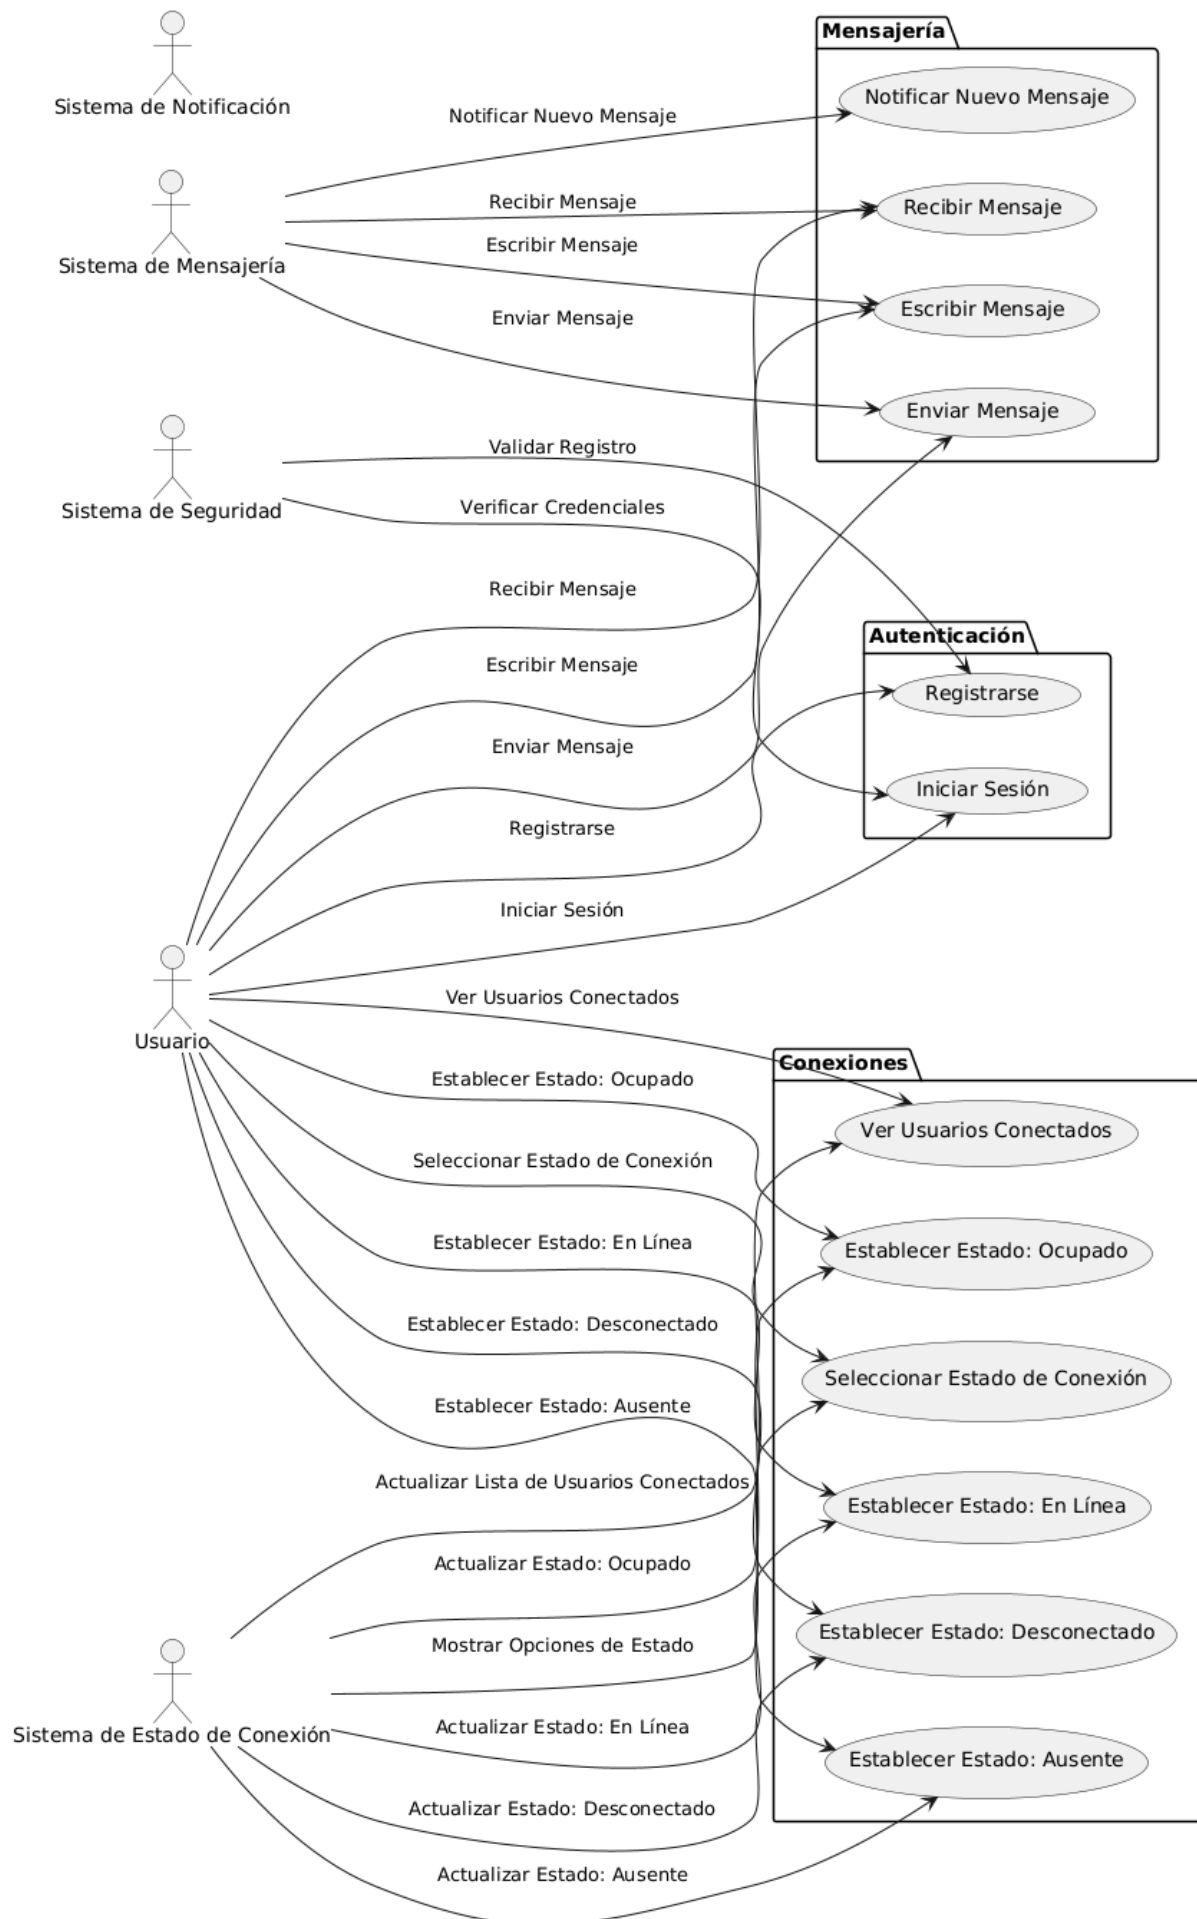 Mensajería
Notificar Nuevo Mensaje
Sistema de Notificación
Notificar Nuevo Mensaje
Recibir Mensaje
Recibir Mensaje
Escribir Mensaje
Sistema de Mensajería
Escribir Mensaje
Enviar Mensaje
Enviar Mensaje
Validar Registro
Verificar Credenciales
Sistema de Seguridad
Recibir Mensaje
Autenticación
Escribir Mensaje
Registrarse
Enviar Mensaje
Iniciar Sesión
Registrarse
Iniciar Sesión
Ver Usuarios Conectados
Usuario
Conexiones
Establecer Estado: Ocupado
Ver Usuarios Conectados
Seleccionar Estado de Conexión
Establecer Estado: En Línea
Establecer Estado: Ocupado
Establecer Estado: Desconectado
Seleccionar Estado de Conexión
Establecer Estado: Ausente
Actualizar Lista de Usuarios Conectados
Establecer Estado: En Línea
Actualizar Estado: Ocupado
Establecer Estado: Desconectado
Mostrar Opciones de Estado
Actualizar Estado: En Línea
Sistema de Estado de Conexión
Establecer Estado: Ausente
Actualizar Estado: Desconectado
Actualizar Estado: Ausente